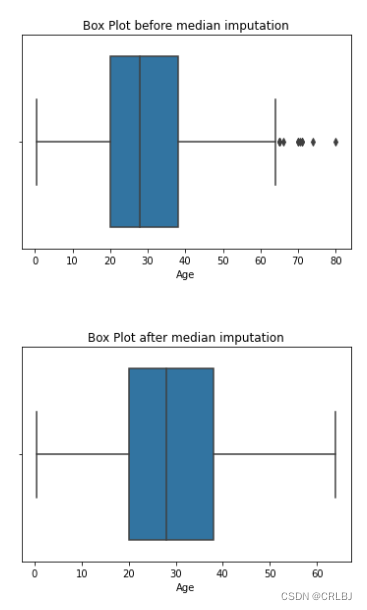 Box Plot before median imputation
0 10 20 30 40 50 60 70 80
Age
Box Plot after median imputation
0 10 20 30 40 50 60
Age
CSDN @CRLBJ